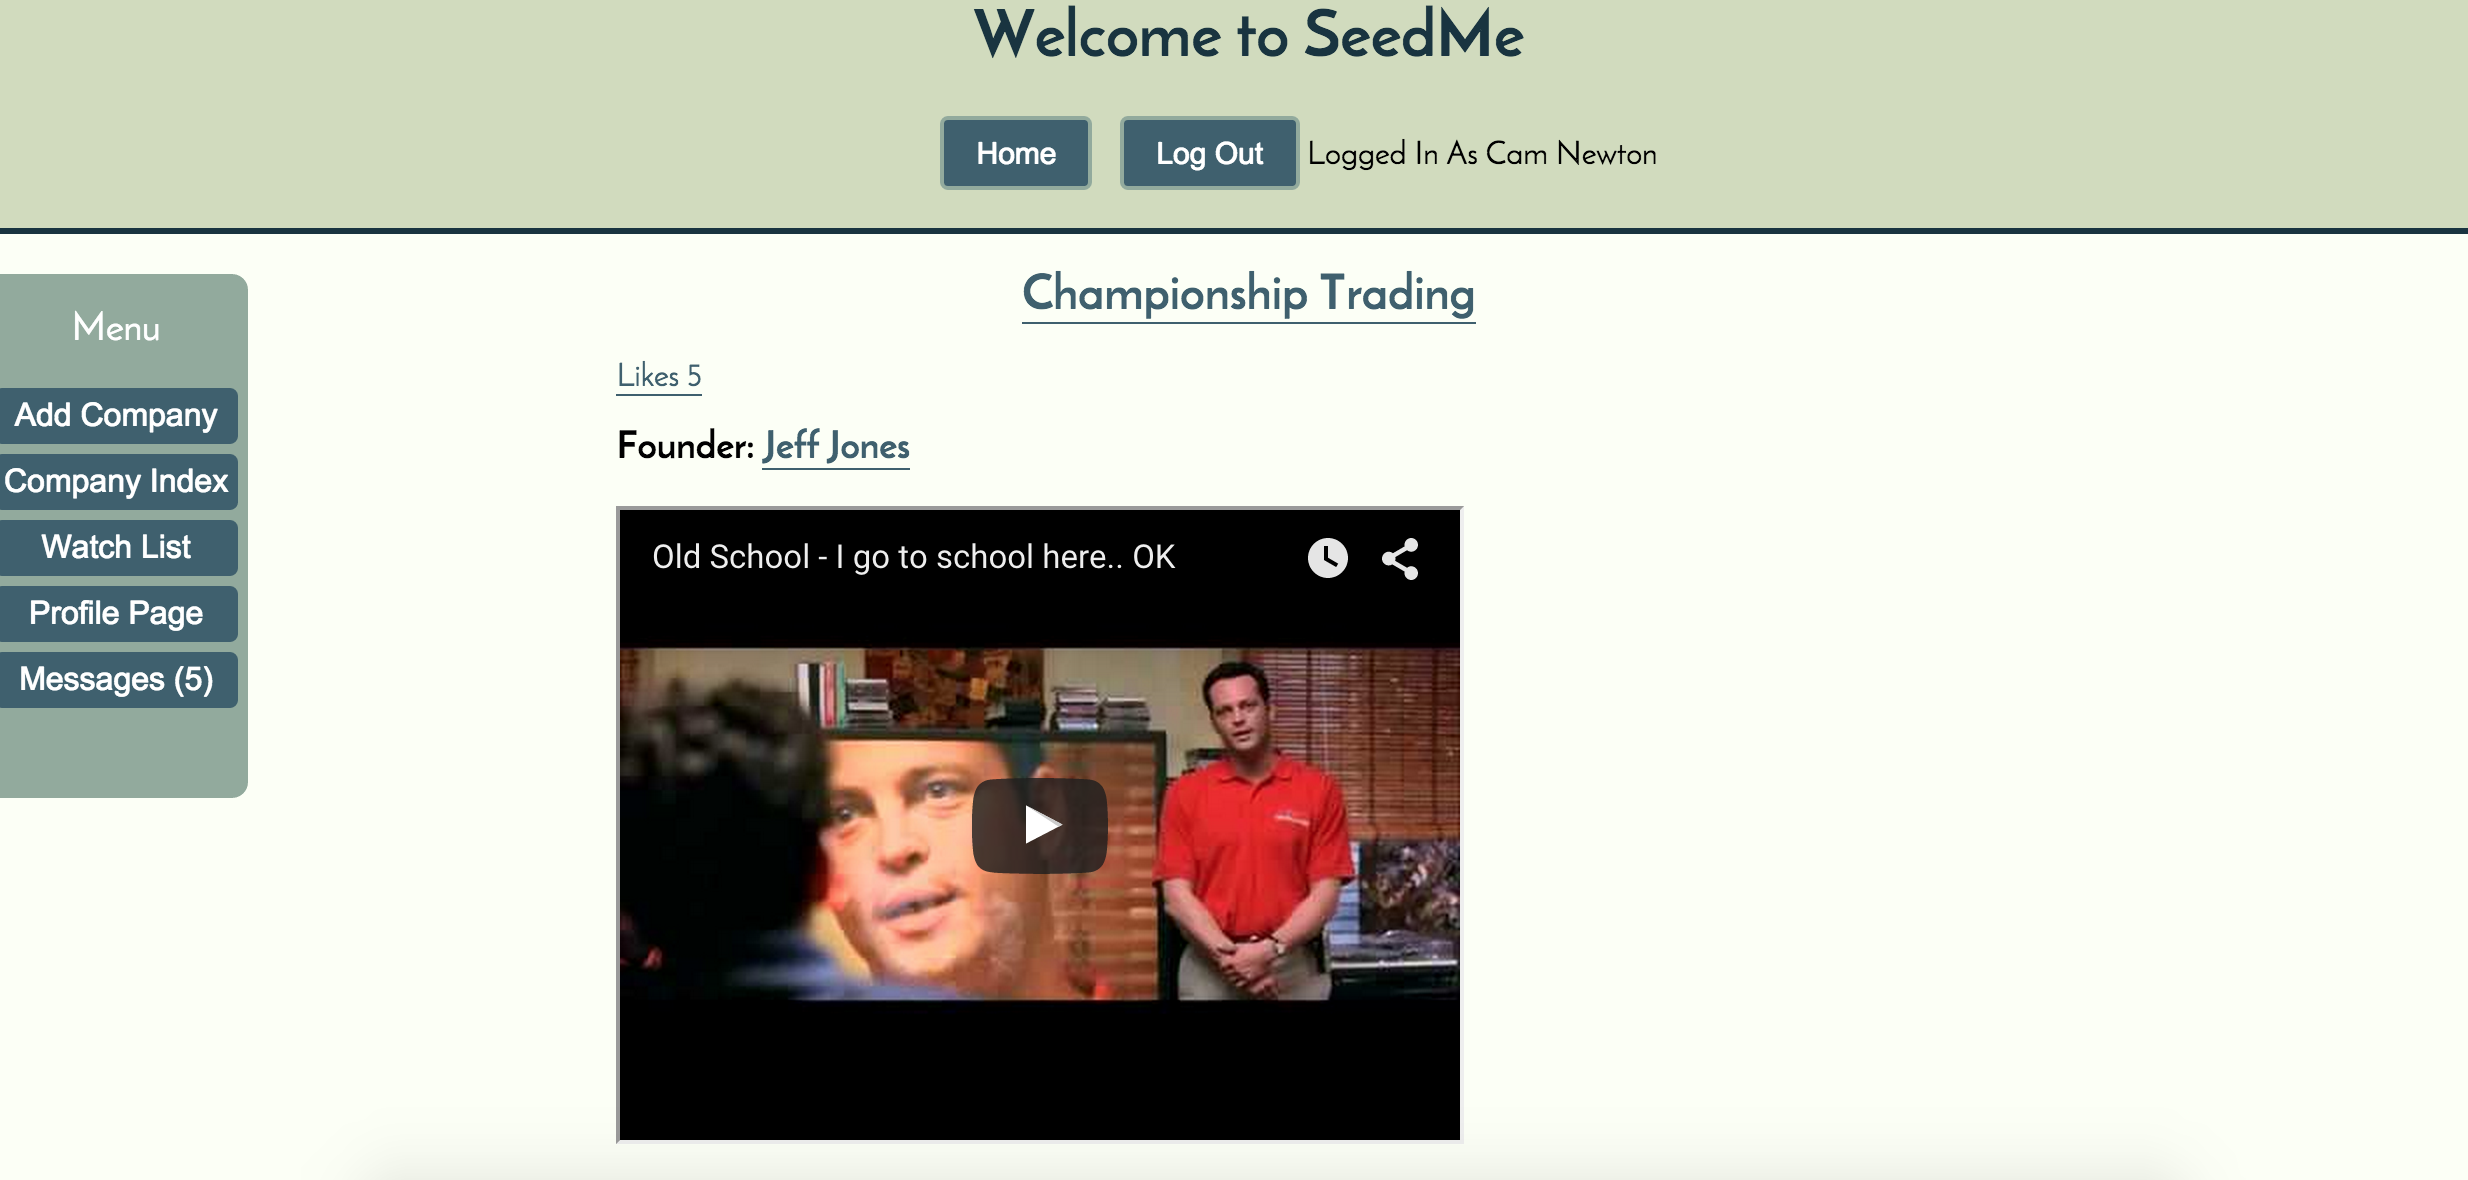 Welcome to SeedMe
Home
Log Out
Logged In As Cam Newton
Menu
Add Company
Company Index
Watch List
Profile Page
Messages (5)
Championship Trading
Likes 5
Founder: Jeff Jones
Old School - I go to school here.. OK